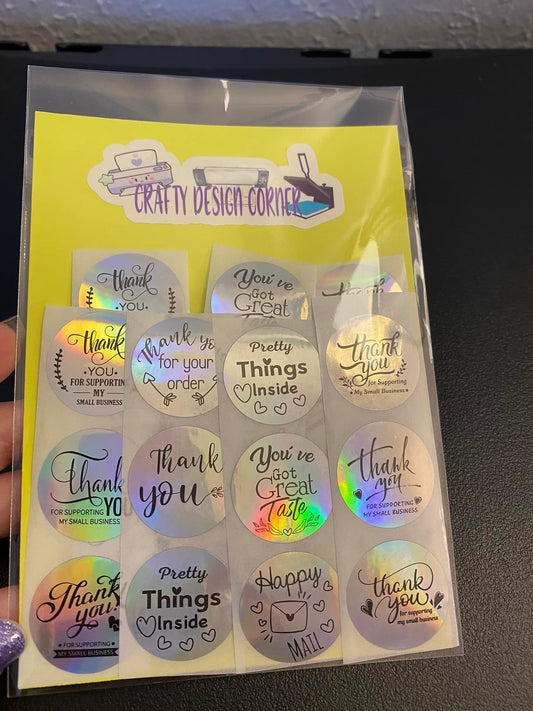 CRAFTY DESIGN CORNER
thank
YOU
You've
Got
Great
Taste
thank
YOU
FOR SUPPORTING
MY
SMALL BUSINESS
Thank you
for your
order
Pretty
Things
Inside
thank
you
for Supporting
My Small Business
Thank
YOU
FOR SUPPORTING
MY SMALL BUSINESS
Thank
you
You've
Got
Great
Taste
thank
you
FOR SUPPORTING
MY SMALL BUSINESS
Thank
you!
FOR SUPPORTING
MY SMALL BUSINESS
Pretty
Things
Inside
Happy
MAIL
thank
you
for supporting
my small business